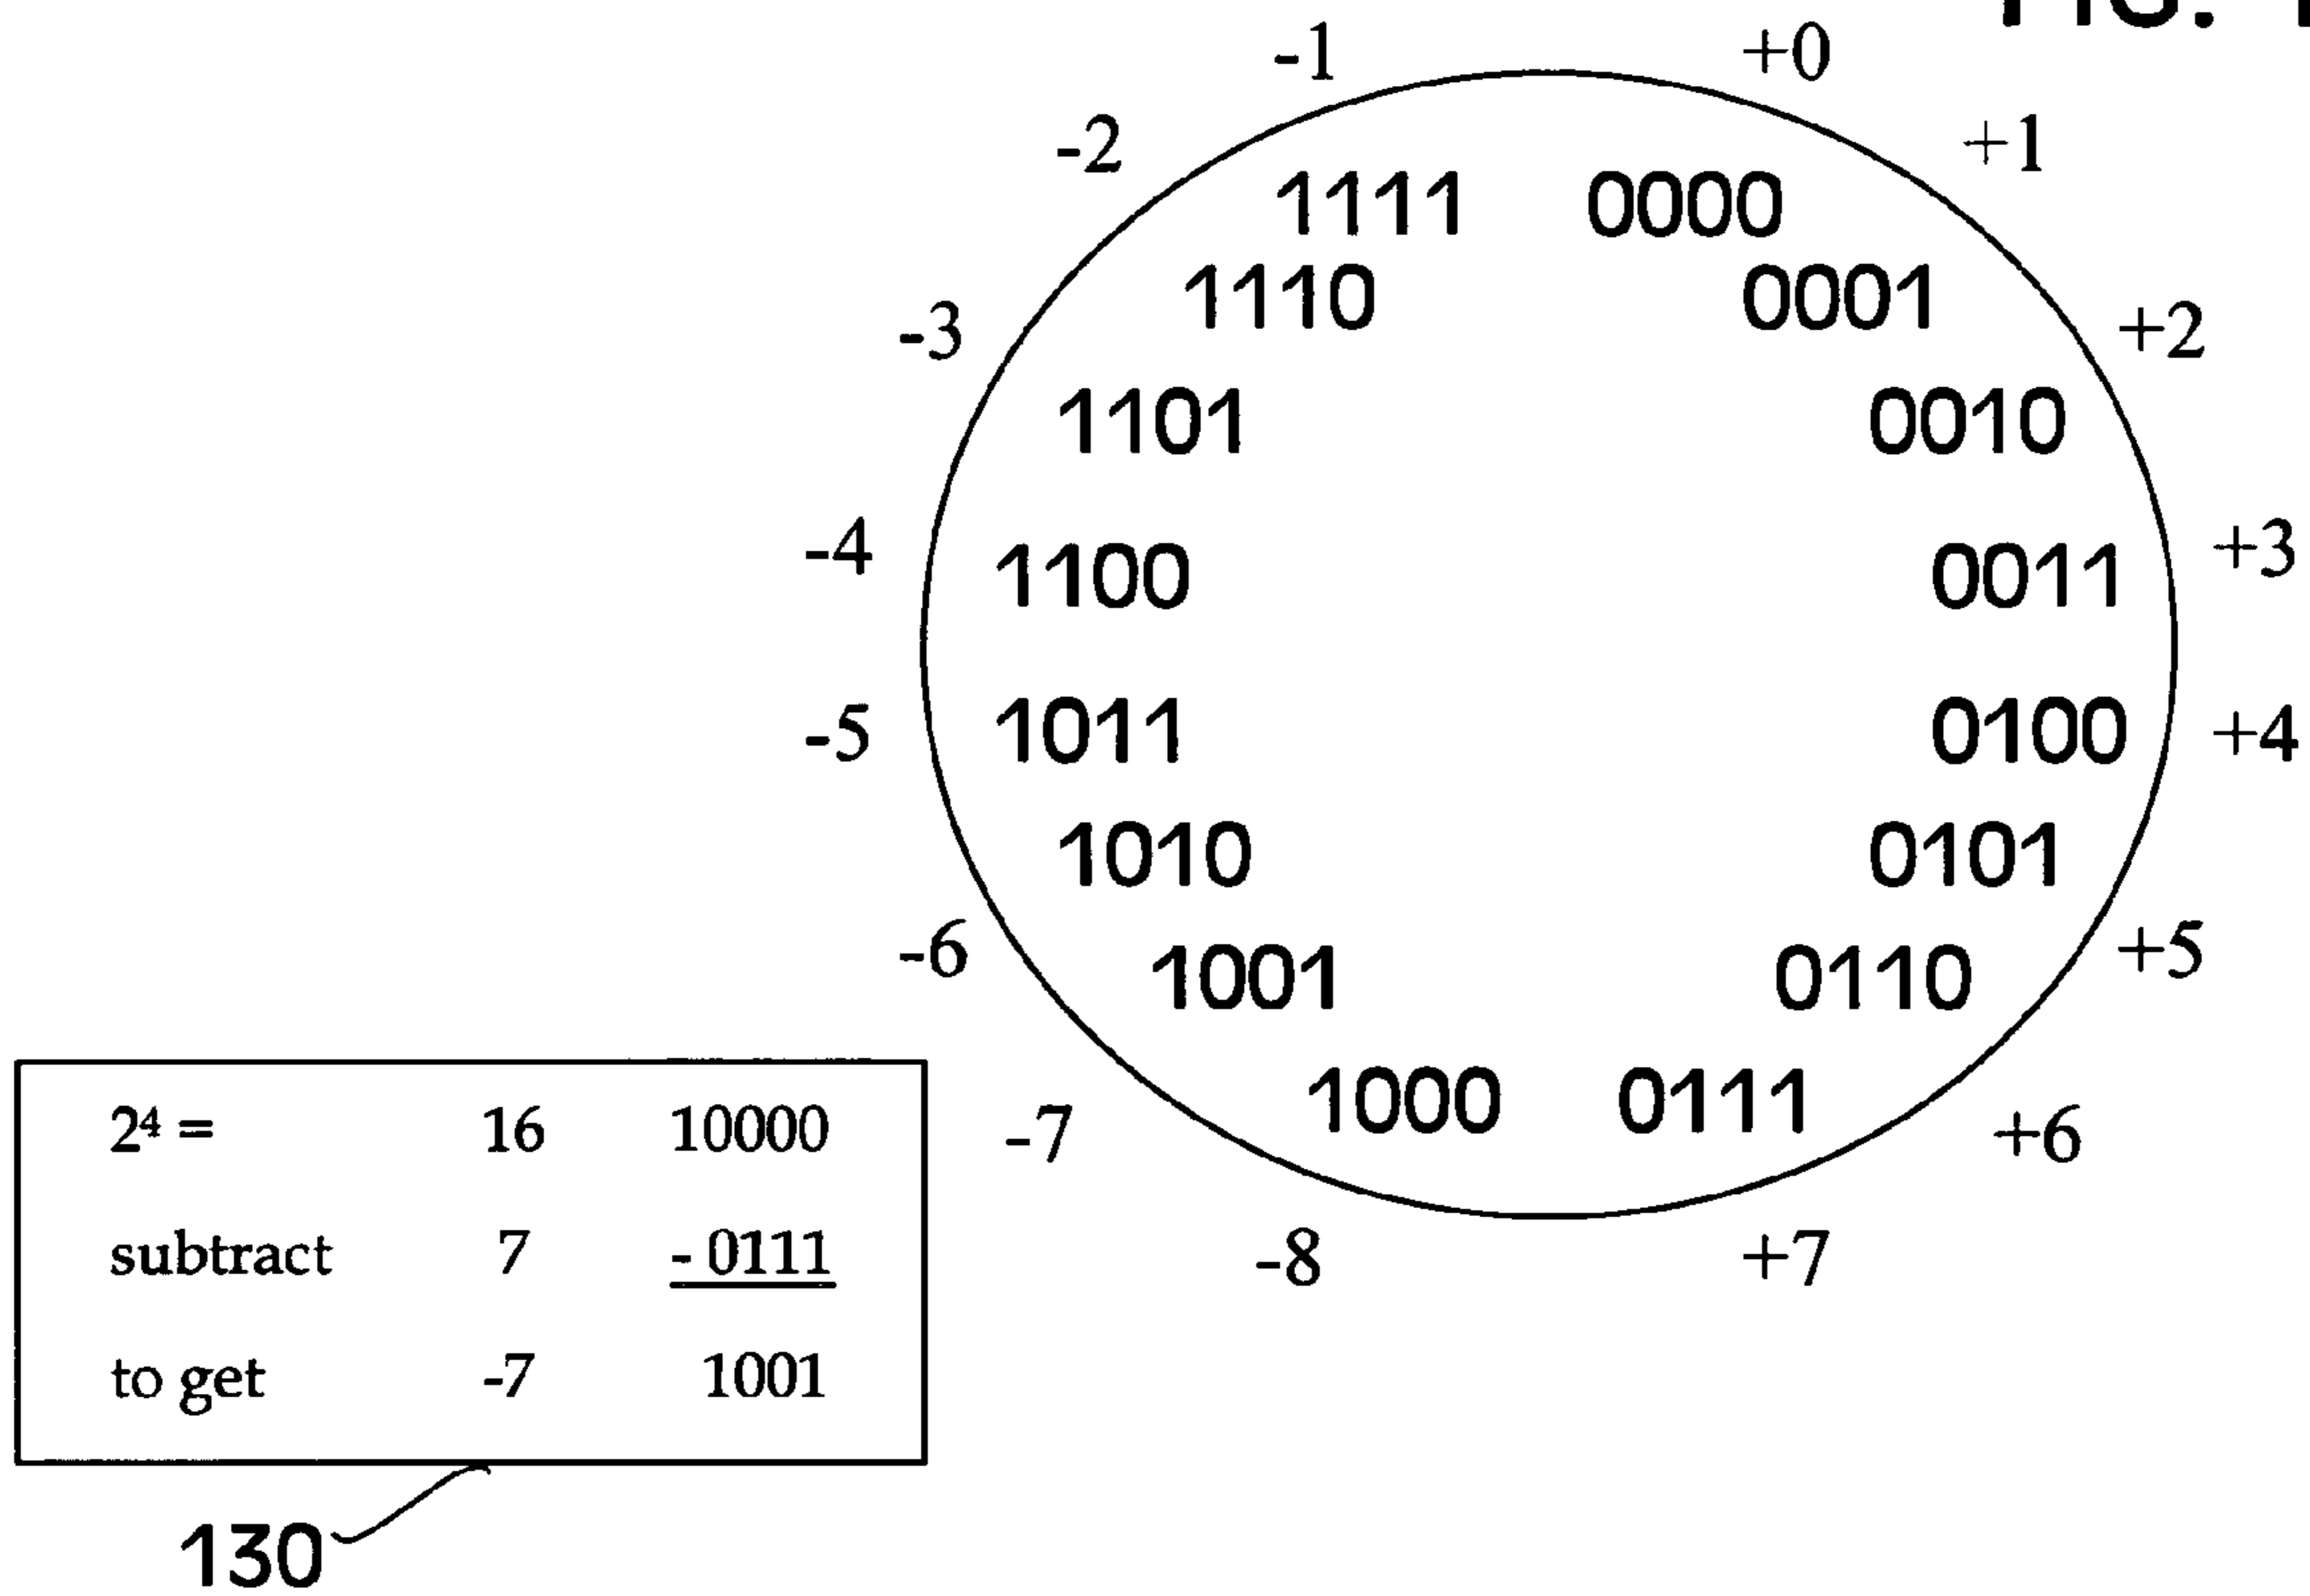 -1 +0
-2 +1
1111 0000
1110 0001
-3 +2
1101 0010
-4 1100 0011 +3
-5 1011 0100 +4
1010 0101
-6 +5
1001 0110
1000 0111
-7 +6
-8 +7
2⁴ = 16 10000
subtract 7 - 0111
to get -7 1001
130